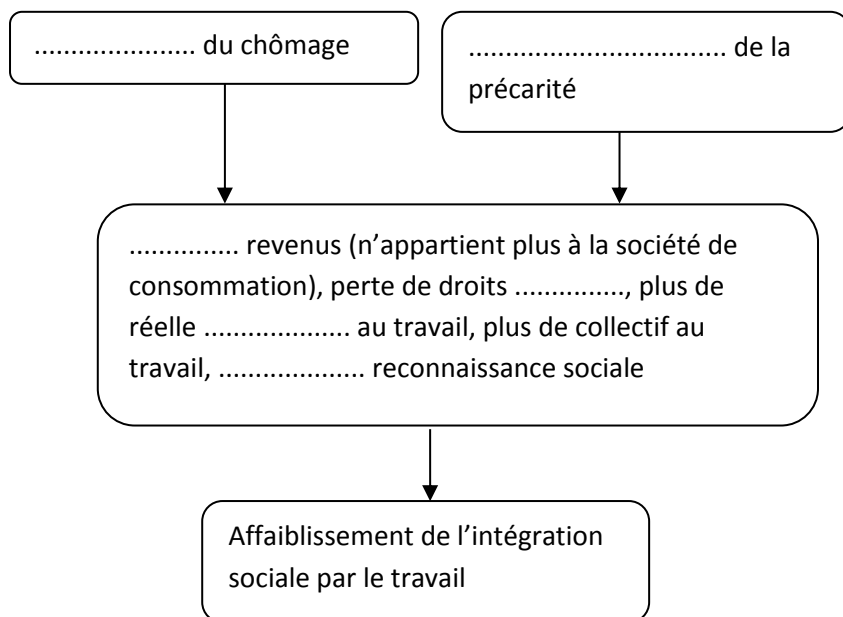 ...................... du chômage
................................... de la
précarité
............... revenus (n’appartient plus à la société de
consommation), perte de droits ..............., plus de
réelle .................... au travail, plus de collectif au
travail, .................... reconnaissance sociale
Affaiblissement de l’intégration
sociale par le travail